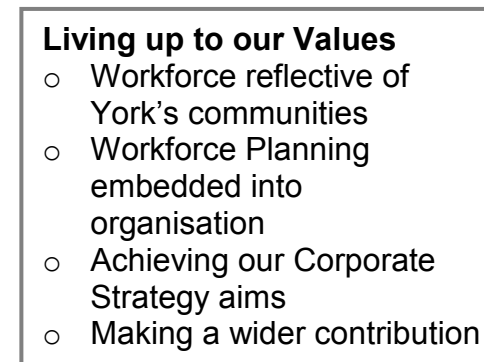 Living up to our Values
o Workforce reflective of
York’s communities
o Workforce Planning
embedded into
organisation
o Achieving our Corporate
Strategy aims
o Making a wider contribution